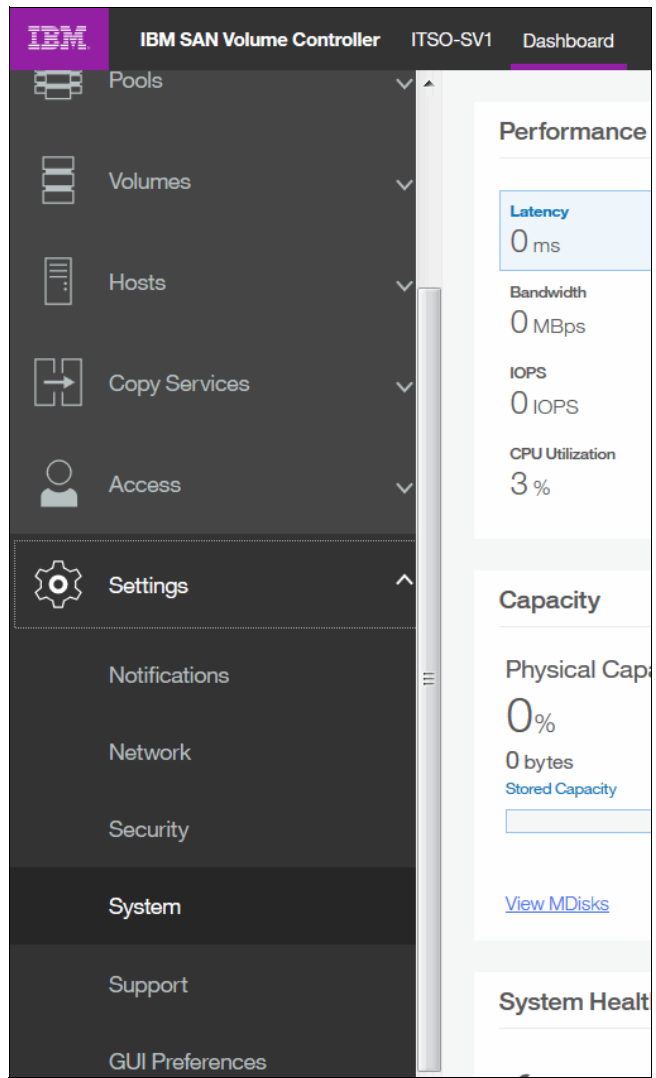 IBM IBM SAN Volume Controller ITSO-SV1 Dashboard
Pools
Volumes
Hosts
Copy Services
Access
Settings
Notifications
Network
Security
System
Support
GUI Preferences
Performance
Latency
0 ms
Bandwidth
0 MBps
IOPS
0 IOPS
CPU Utilization
3 %
Capacity
Physical
0%
0 bytes
Stored Capacity
View MDisks
System